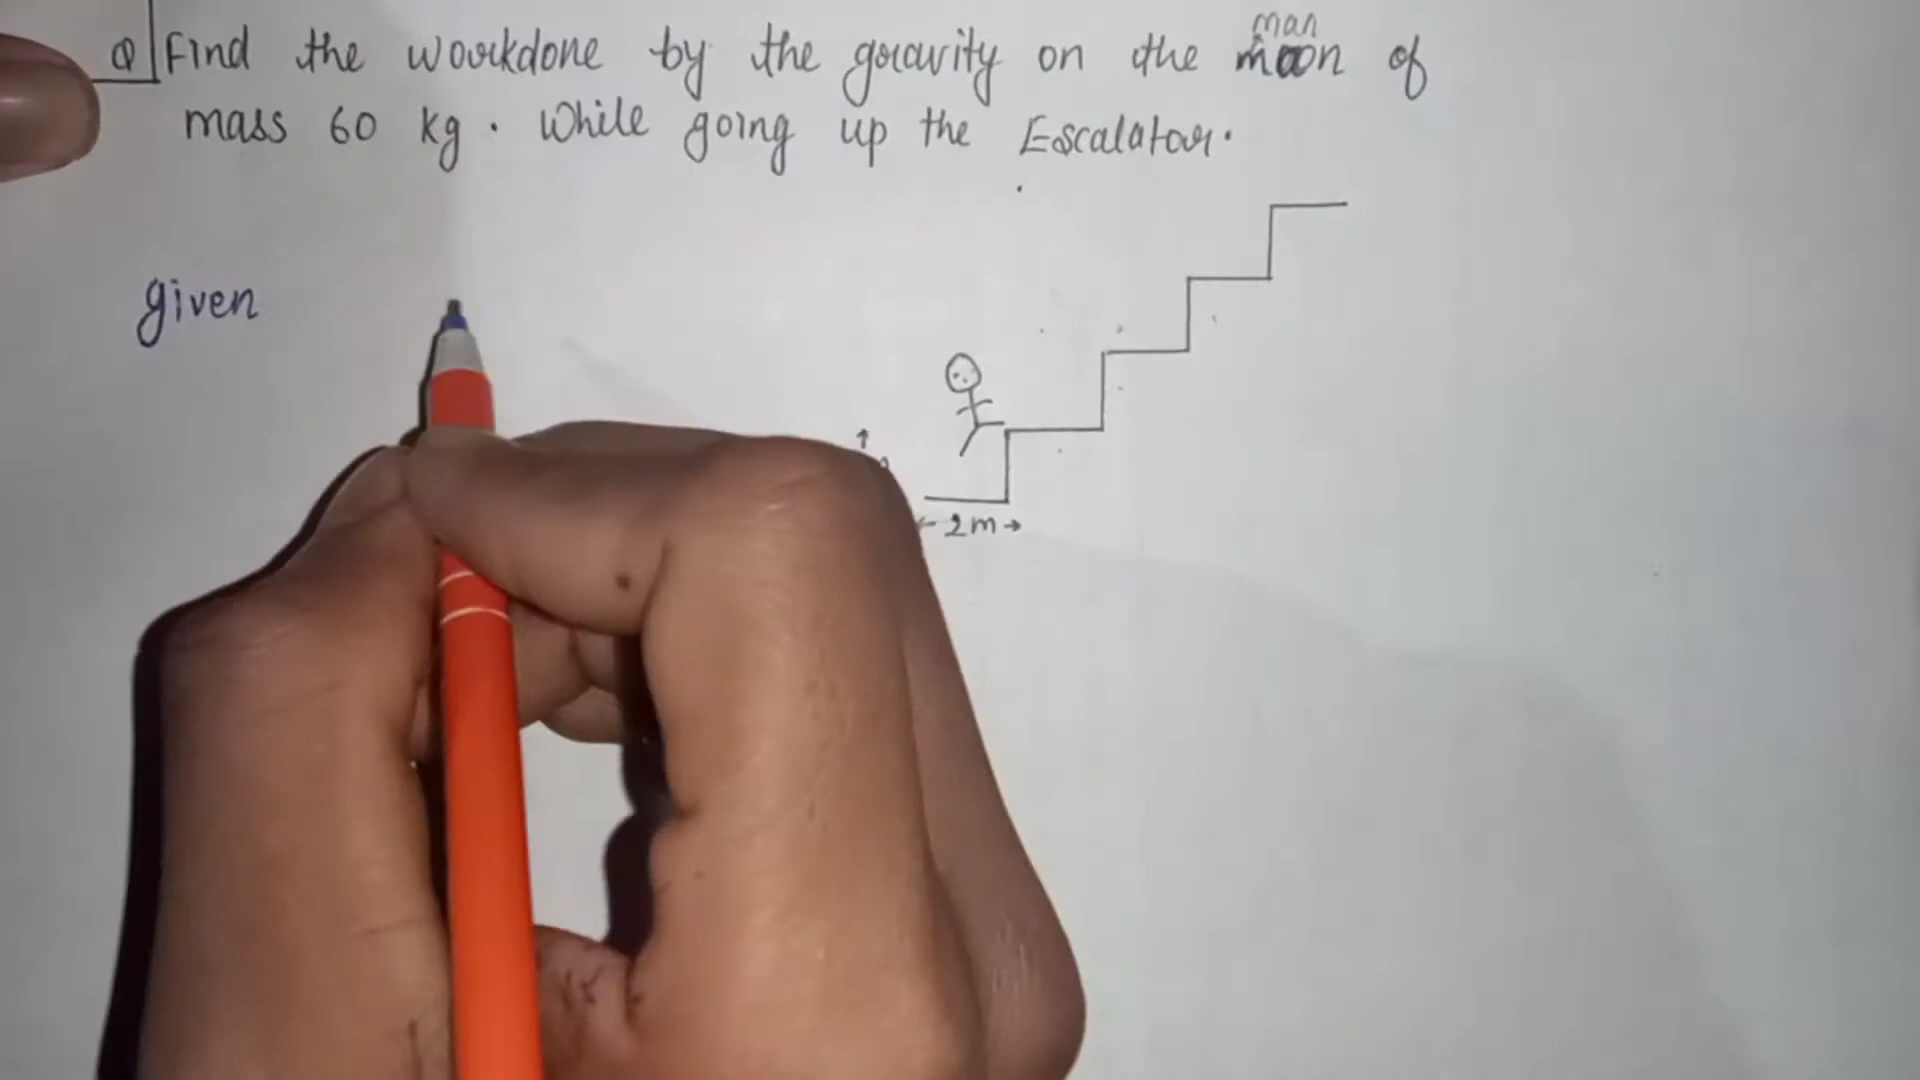 Q Find the workdone by the gravity on the man of
mass 60 kg. While going up the Escalator.
given
2m